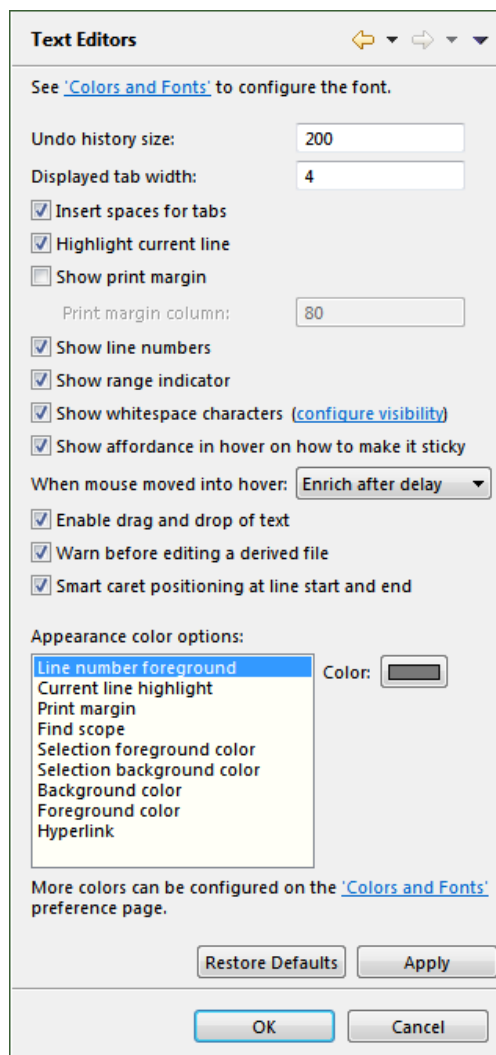 Text Editors
See 'Colors and Fonts' to configure the font.
Undo history size: 200
Displayed tab width: 4
Insert spaces for tabs
Highlight current line
Show print margin
Print margin column: 80
Show line numbers
Show range indicator
Show whitespace characters (configure visibility)
Show affordance in hover on how to make it sticky
When mouse moved into hover: Enrich after delay
Enable drag and drop of text
Warn before editing a derived file
Smart caret positioning at line start and end
Appearance color options:
Line number foreground
Color:
Current line highlight
Print margin
Find scope
Selection foreground color
Selection background color
Background color
Foreground color
Hyperlink
More colors can be configured on the 'Colors and Fonts'
preference page.
Restore Defaults Apply
OK Cancel